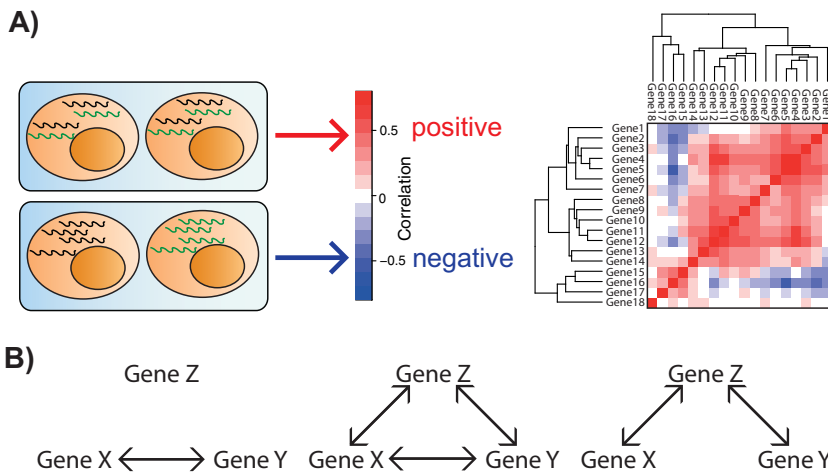 A)
positive
negative
0.5
0
−0.5
Correlation
Gene18
Gene17
Gene16
Gene15
Gene14
Gene13
Gene12
Gene11
Gene10
Gene9
Gene8
Gene7
Gene6
Gene5
Gene4
Gene3
Gene2
Gene1
Gene1
Gene2
Gene3
Gene4
Gene5
Gene6
Gene7
Gene8
Gene9
Gene10
Gene11
Gene12
Gene13
Gene14
Gene15
Gene16
Gene17
Gene18
B)
Gene Z Gene Z Gene Z
Gene X Gene Y Gene X Gene Y Gene X Gene Y